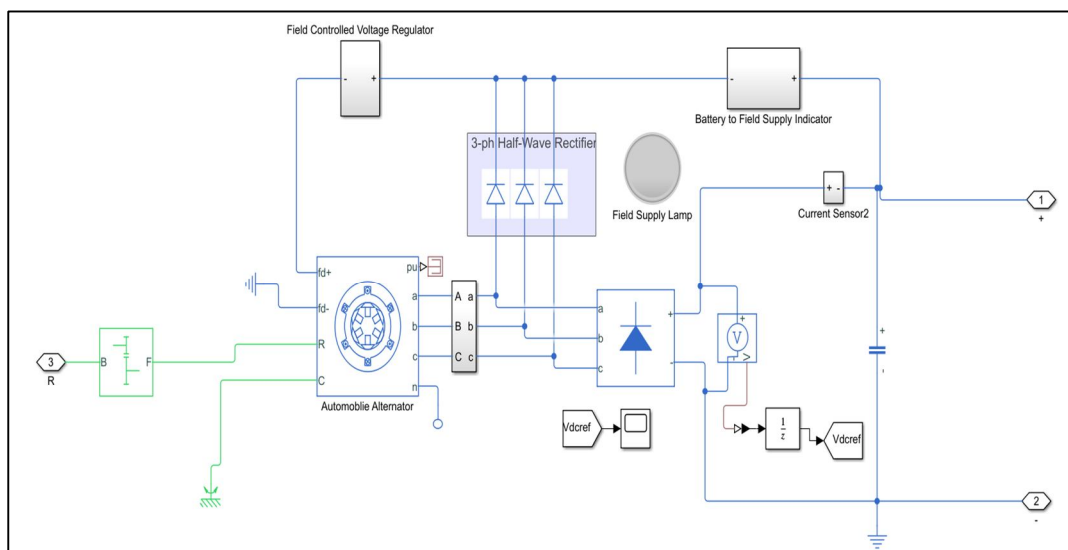 Field Controlled Voltage Regulator
- +
- +
Battery to Field Supply Indicator
3-ph Half-Wave Rectifier
Field Supply Lamp
+ -
Current Sensor2
1
+
fd+
pu
fd-
a
A a
b
B b
R
c
C c
C
n
Automoblie Alternator
a
+
b
-
c
+
V
-
V
+
-
B F
3
R
Vdcref
1
z
Vdcref
2
-